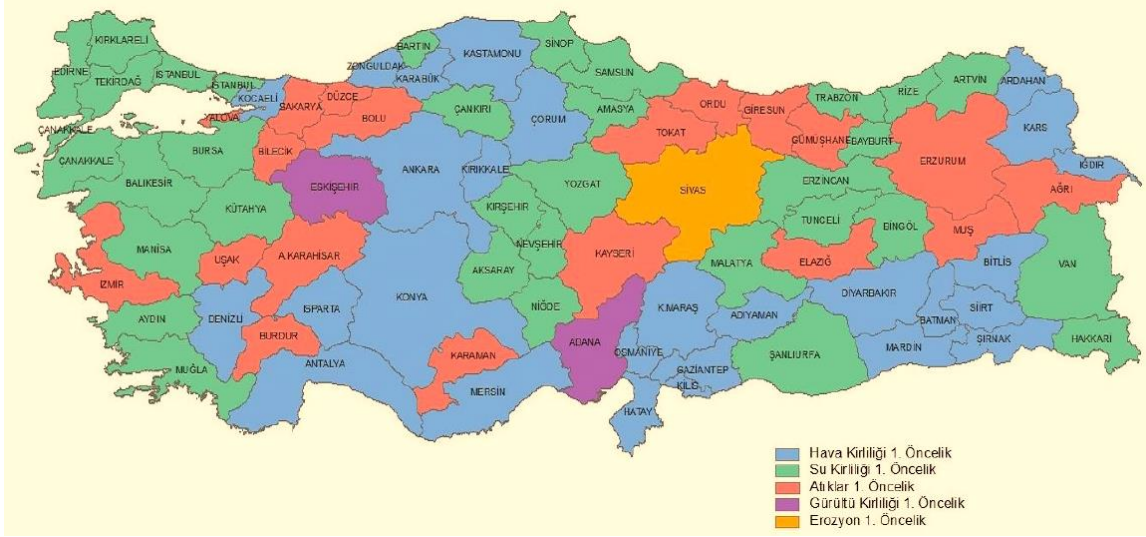 KIRKLARELİ
EDİRNE
TEKİRDAĞ
İSTANBUL
İSTANBUL
KOCAELİ
YALOVA
SAKARYA
DÜZCE
BOLU
ZONGULDAK
BARTIN
KARABÜK
KASTAMONU
SİNOP
SAMSUN
ÇANKIRI
ÇORUM
AMASYA
TOKAT
ORDU
GİRESUN
TRABZON
RİZE
ARTVİN
ARDAHAN
KARS
IĞDIR
GÜMÜŞHANE
BAYBURT
ERZURUM
AĞRI
ÇANAKKALE
ÇANAKKALE
BALIKESİR
BURSA
BİLECİK
ESKİŞEHİR
ANKARA
KIRIKKALE
YOZGAT
SİVAS
ERZİNCAN
TUNCELİ
BİNGÖL
MUŞ
KÜTAHYA
MANİSA
UŞAK
A.KARAHİSAR
KIRŞEHİR
NEVŞEHİR
KAYSERİ
MALATYA
ELAZIĞ
BİTLİS
VAN
İZMİR
AYDIN
DENİZLİ
ISPARTA
KONYA
AKSARAY
NİĞDE
K.MARAŞ
ADIYAMAN
DİYARBAKIR
BATMAN
SİİRT
ŞIRNAK
HAKKARİ
MUĞLA
BURDUR
ANTALYA
KARAMAN
MERSİN
ADANA
OSMANİYE
GAZİANTEP
KİLİS
ŞANLIURFA
MARDİN
HATAY
Hava Kirliliği 1. Öncelik
Su Kirliliği 1. Öncelik
Atıklar 1. Öncelik
Gürültü Kirliliği 1. Öncelik
Erozyon 1. Öncelik